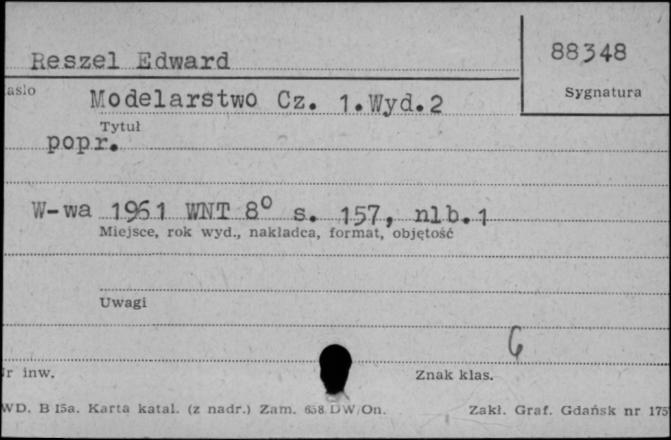 Reszel Edward
88348
Sygnatura
asło
Modelarstwo Cz. 1.Wyd.2
Tytuł
popr.
W-wa 1961 WNT 8° s. 157, nlb.1
Miejsce, rok wyd., nakładca, format, objętość
Uwagi
6
r inw.
Znak klas.
WD. B 15a. Karta katal. (z nadr.) Zam. 658 DW/On.
Zakł. Graf. Gdańsk nr 175